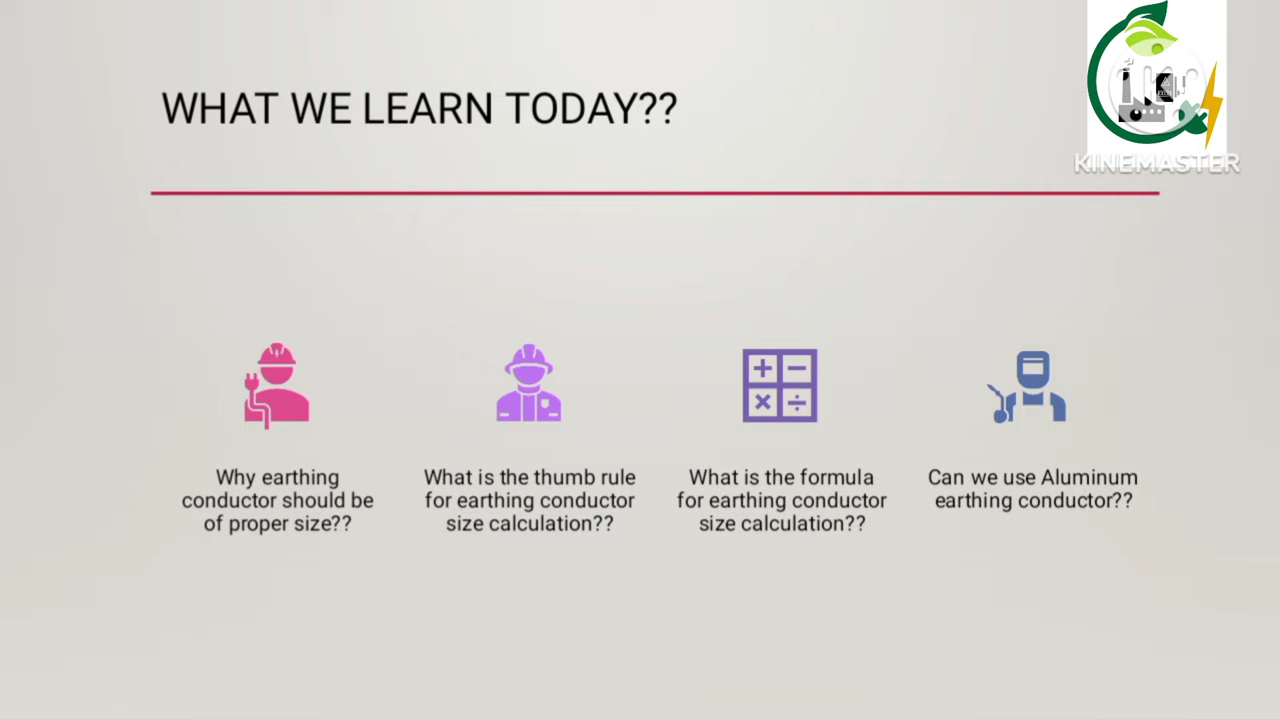 WHAT WE LEARN TODAY??
KINEMASTER
Why earthing
conductor should be
of proper size??
What is the thumb rule
for earthing conductor
size calculation??
What is the formula
for earthing conductor
size calculation??
Can we use Aluminum
earthing conductor??